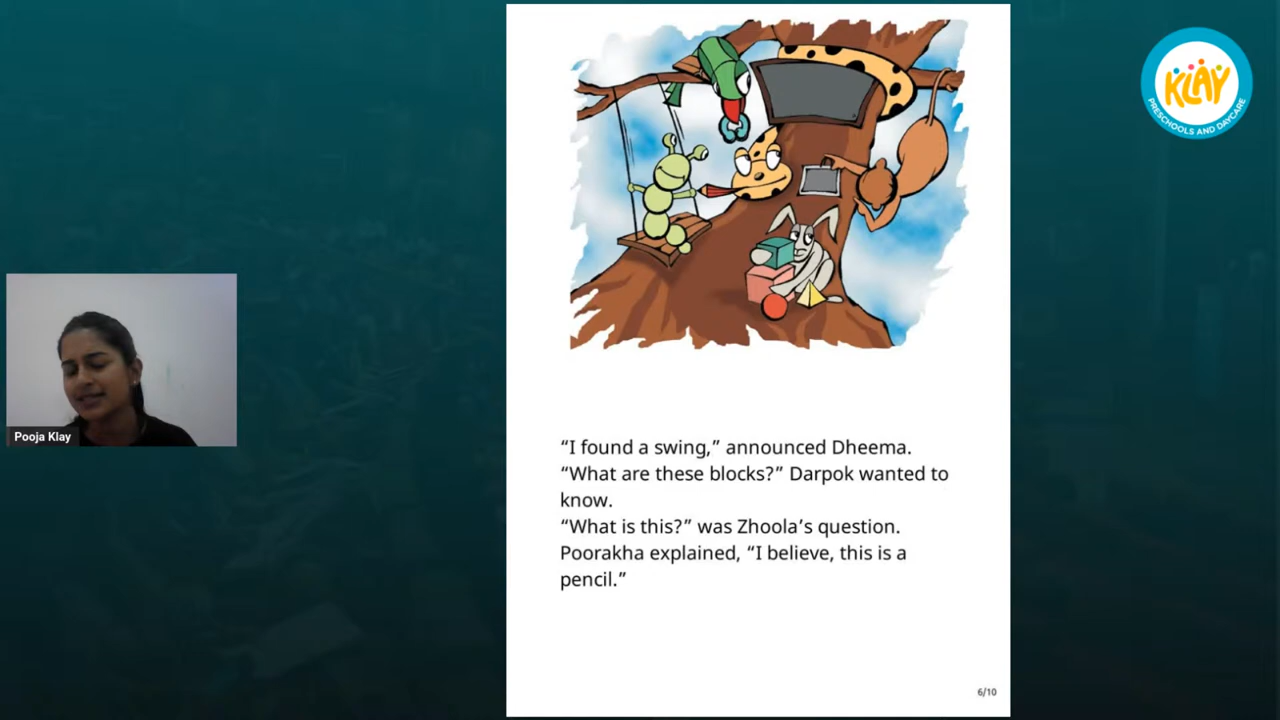 KLAY
PRESCHOOLS AND DAYCARE
Pooja Klay
“I found a swing,” announced Dheema.
“What are these blocks?” Darpok wanted to
know.
“What is this?” was Zhoola’s question.
Poorakha explained, “I believe, this is a
pencil.”
6/10